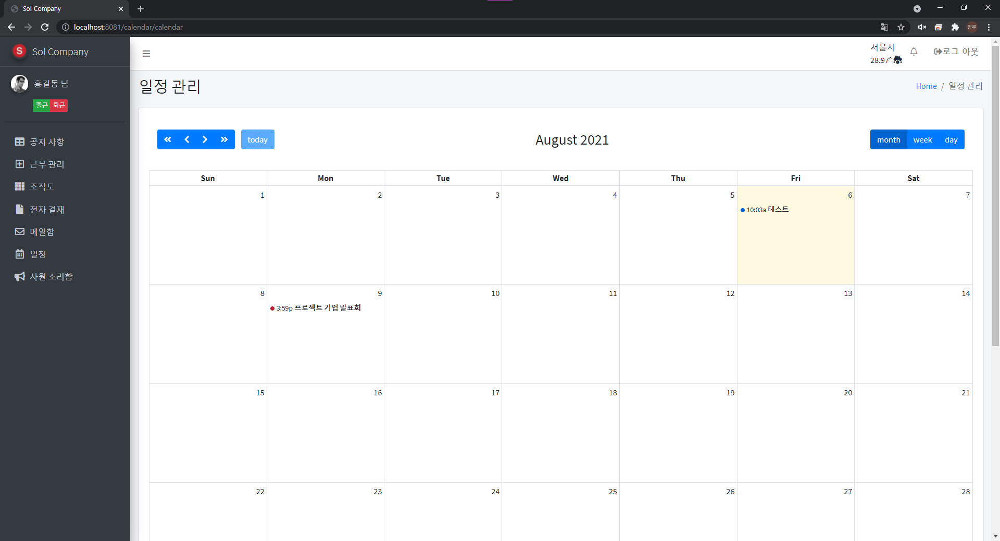 Sol Company
localhost:8081/calendar/calendar
진우
S Sol Company
홍길동 님
출근 퇴근
공지 사항
근무 관리
조직도
전자 결재
메일함
일정
사원 소리함
서울시
28.97°
로그 아웃
일정 관리
Home / 일정 관리
today
August 2021
month week day
Sun Mon Tue Wed Thu Fri Sat
1 2 3 4 5 6 7
10:03a 테스트
8 9 10 11 12 13 14
3:59p 프로젝트 기업 발표회
15 16 17 18 19 20 21
22 23 24 25 26 27 28